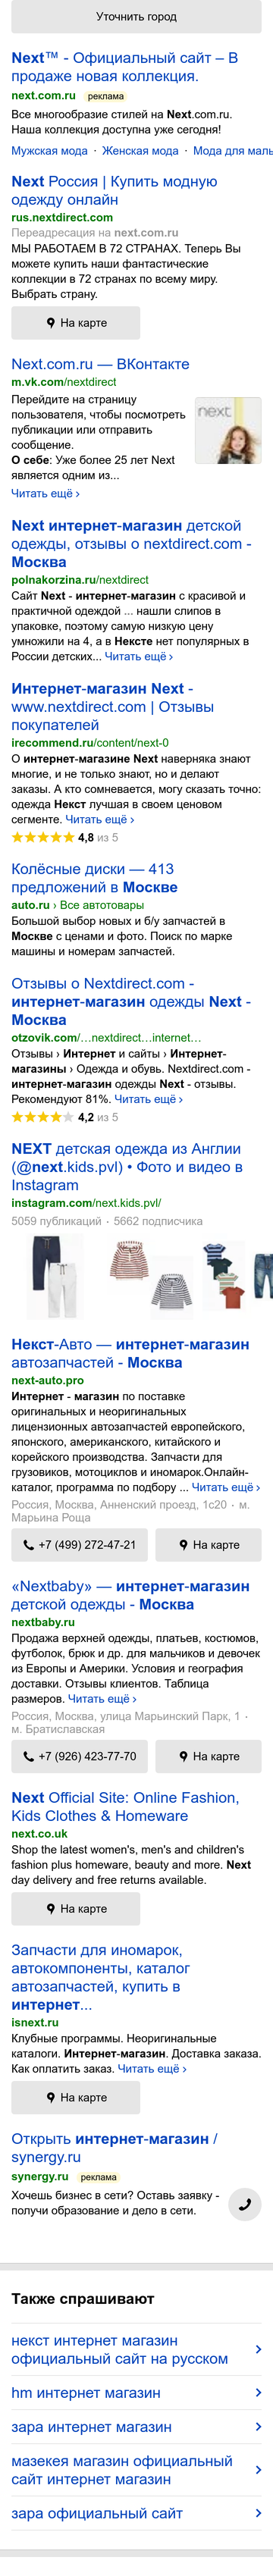 Уточнить город
Next™ - Официальный сайт – В
продаже новая коллекция.
next.com.ru реклама
Все многообразие стилей на Next.com.ru.
Наша коллекция доступна уже сегодня!
Мужская мода · Женская мода · Мода для маль
Next Россия | Купить модную
одежду онлайн
rus.nextdirect.com
Переадресация на next.com.ru
МЫ РАБОТАЕМ В 72 СТРАНАХ. Теперь Вы
можете купить наши фантастические
коллекции в 72 странах по всему миру.
Выбрать страну.
На карте
Next.com.ru — ВКонтакте
m.vk.com/nextdirect
Перейдите на страницу
пользователя, чтобы посмотреть
публикации или отправить
сообщение.
О себе: Уже более 25 лет Next
является одним из...
next
Читать ещё ›
Next интернет-магазин детской
одежды, отзывы о nextdirect.com -
Москва
polnakorzina.ru/nextdirect
Сайт Next - интернет-магазин с красивой и
практичной одеждой ... нашли слипов в
упаковке, поэтому самую низкую цену
умножили на 4, а в Нексте нет популярных в
России детских... Читать ещё ›
Интернет-магазин Next -
www.nextdirect.com | Отзывы
покупателей
irecommend.ru/content/next-0
О интернет-магазине Next наверняка знают
многие, и не только знают, но и делают
заказы. А кто сомневается, могу сказать точно:
одежда Некст лучшая в своем ценовом
сегменте. Читать ещё ›
4,8 из 5
Колёсные диски — 413
предложений в Москве
auto.ru › Все автотовары
Большой выбор новых и б/у запчастей в
Москве с ценами и фото. Поиск по марке
машины и номерам запчастей.
Отзывы о Nextdirect.com -
интернет-магазин одежды Next -
Москва
otzovik.com/…nextdirect…internet…
Отзывы › Интернет и сайты › Интернет-
магазины › Одежда и обувь. Nextdirect.com -
интернет-магазин одежды Next - отзывы.
Рекомендуют 81%. Читать ещё ›
4,2 из 5
NEXT детская одежда из Англии
(@next.kids.pvl) • Фото и видео в
Instagram
instagram.com/next.kids.pvl/
5059 публикаций · 5662 подписчика
Некст-Авто — интернет-магазин
автозапчастей - Москва
next-auto.pro
Интернет - магазин по поставке
оригинальных и неоригинальных
лицензионных автозапчастей европейского,
японского, американского, китайского и
корейского производства. Запчасти для
грузовиков, мотоциклов и иномарок.Онлайн-
каталог, программа по подбору ... Читать ещё ›
Россия, Москва, Анненский проезд, 1с20 · м.
Марьина Роща
+7 (499) 272-47-21 На карте
«Nextbaby» — интернет-магазин
детской одежды - Москва
nextbaby.ru
Продажа верхней одежды, платьев, костюмов,
футболок, брюк и др. для мальчиков и девочек
из Европы и Америки. Условия и география
доставки. Отзывы клиентов. Таблица
размеров. Читать ещё ›
Россия, Москва, улица Марьинский Парк, 1 ·
м. Братиславская
+7 (926) 423-77-70 На карте
Next Official Site: Online Fashion,
Kids Clothes & Homeware
next.co.uk
Shop the latest women's, men's and children's
fashion plus homeware, beauty and more. Next
day delivery and free returns available.
На карте
Запчасти для иномарок,
автокомпоненты, каталог
автозапчастей, купить в
интернет...
isnext.ru
Клубные программы. Неоригинальные
каталоги. Интернет-магазин. Доставка заказа.
Как оплатить заказ. Читать ещё ›
На карте
Открыть интернет-магазин /
synergy.ru
synergy.ru реклама
Хочешь бизнес в сети? Оставь заявку -
получи образование и дело в сети.
Также спрашивают
некст интернет магазин
официальный сайт на русском
hm интернет магазин
зара интернет магазин
мазекея магазин официальный
сайт интернет магазин
зара официальный сайт